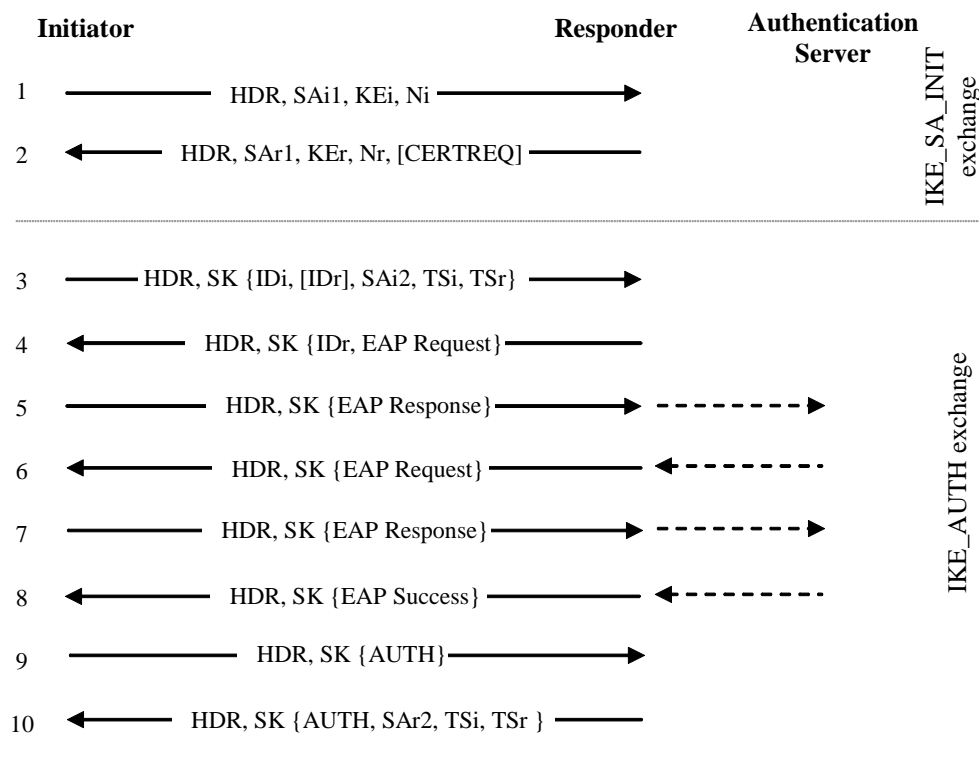 Initiator
Responder
Authentication
Server
1
HDR, SAi1, KEi, Ni
2
HDR, SAr1, KEr, Nr, [CERTREQ]
IKE_SA_INIT
exchange
3
HDR, SK {IDi, [IDr], SAi2, TSi, TSr}
4
HDR, SK {IDr, EAP Request}
5
HDR, SK {EAP Response}
6
HDR, SK {EAP Request}
7
HDR, SK {EAP Response}
8
HDR, SK {EAP Success}
9
HDR, SK {AUTH}
10
HDR, SK {AUTH, SAr2, TSi, TSr }
IKE_AUTH exchange